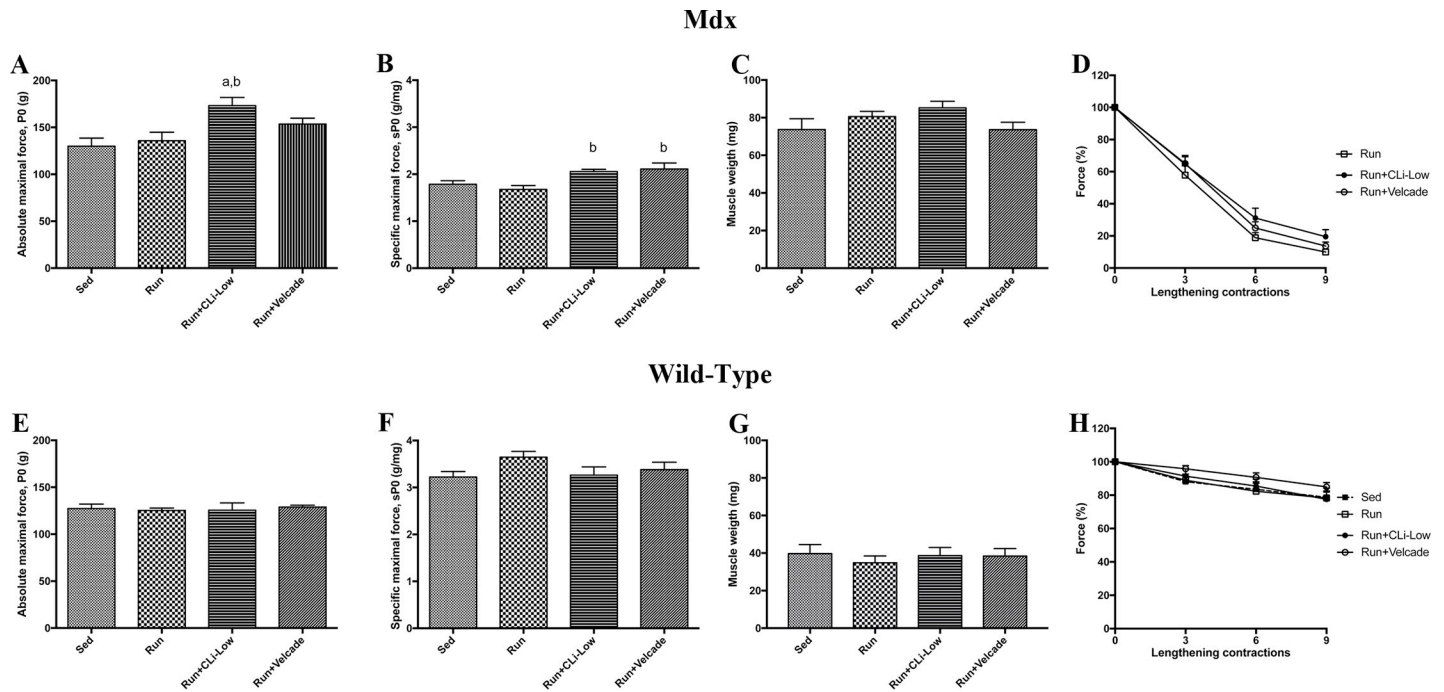 Mdx
A
Absolute maximal force, P0 (g)
200
150
100
50
0
a,b
Sed
Run
Run+CLi-Low
Run+Velcade
B
Specific maximal force, sP0 (g/mg)
4
3
2
1
0
b
b
Sed
Run
Run+CLi-Low
Run+Velcade
C
Muscle weigth (mg)
100
80
60
40
20
0
Sed
Run
Run+CLi-Low
Run+Velcade
D
Force (%)
120
100
80
60
40
20
0
0 3 6 9
Lengthening contractions
Run
Run+CLi-Low
Run+Velcade
Wild-Type
E
Absolute maximal force, P0 (g)
200
150
100
50
0
Sed
Run
Run+CLi-Low
Run+Velcade
F
Specific maximal force, sP0 (g/mg)
4
3
2
1
0
Sed
Run
Run+CLi-Low
Run+Velcade
G
Muscle weigth (mg)
100
80
60
40
20
0
Sed
Run
Run+CLi-Low
Run+Velcade
H
Force (%)
120
100
80
60
40
20
0
0 3 6 9
Lengthening contractions
Sed
Run
Run+CLi-Low
Run+Velcade